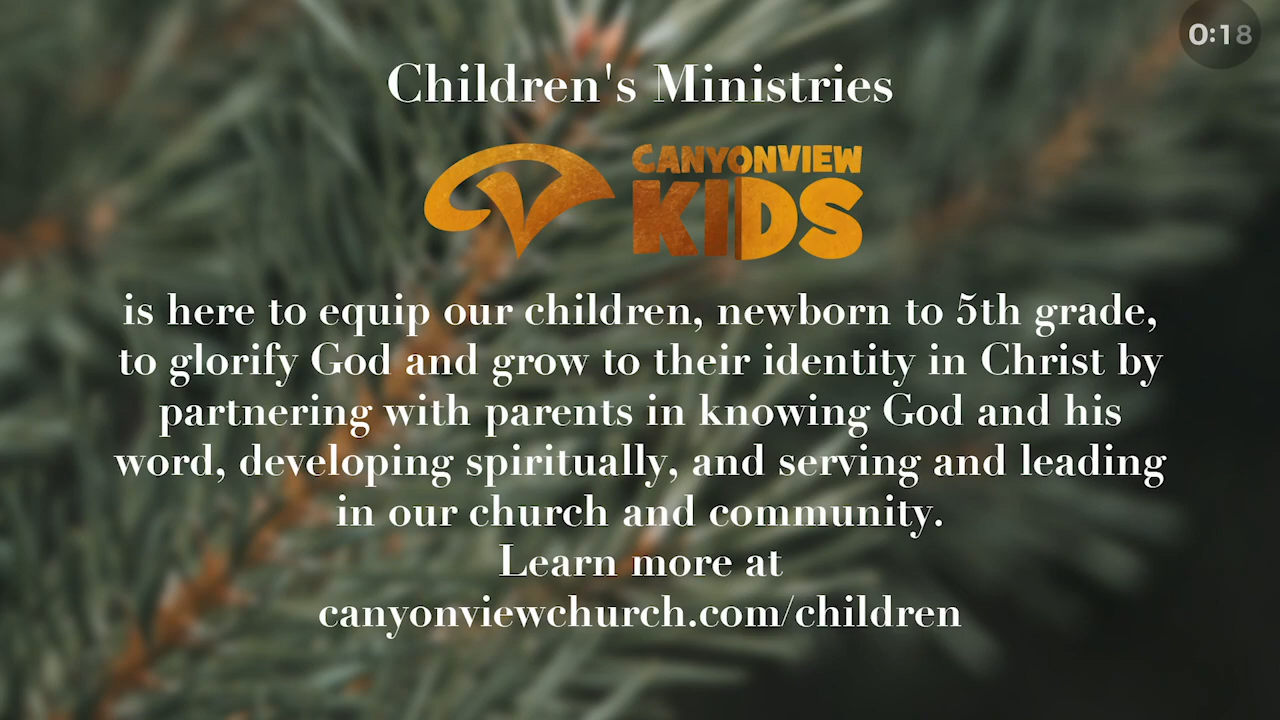 0:18
Children's Ministries
CANYONVIEW
KIDS
is here to equip our children, newborn to 5th grade,
to glorify God and grow to their identity in Christ by
partnering with parents in knowing God and his
word, developing spiritually, and serving and leading
in our church and community.
Learn more at
canyonviewchurch.com/children